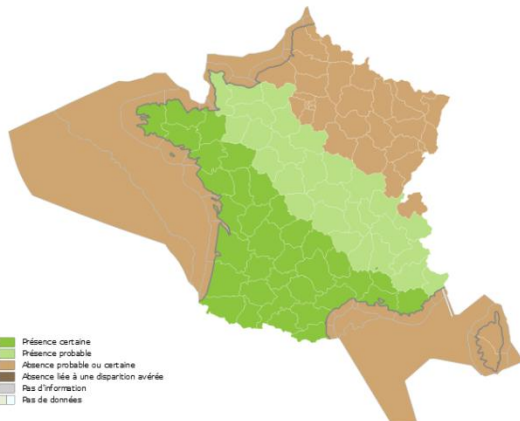 Présence certaine
Présence probable
Absence probable ou certaine
Absence liée à une disparition avérée
Pas d'information
Pas de données